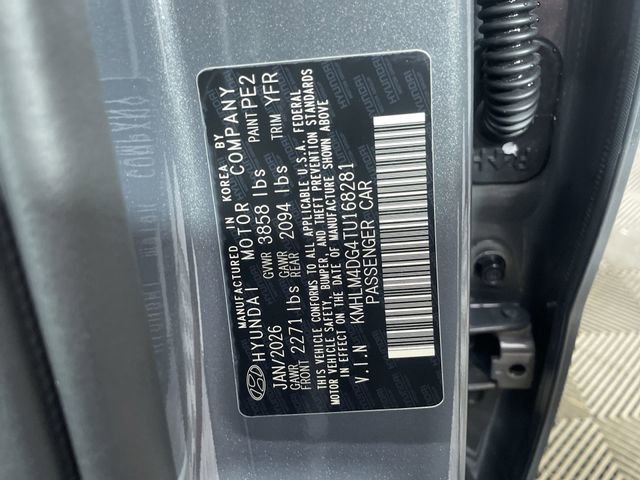 MANUFACTURED IN KOREA BY
HYUNDAI MOTOR COMPANY
JAN/2026 GVWR 3858 lbs PAINT PE2
GAWR FRONT 2271 lbs GAWR REAR 2094 lbs TRIM YFR
THIS VEHICLE CONFORMS TO ALL APPLICABLE U.S.A. FEDERAL
MOTOR VEHICLE SAFETY, BUMPER, AND THEFT PREVENTION STANDARDS
IN EFFECT ON THE DATE OF MANUFACTURE SHOWN ABOVE
V.I.N KMHLM4DG4TU168281
PASSENGER CAR